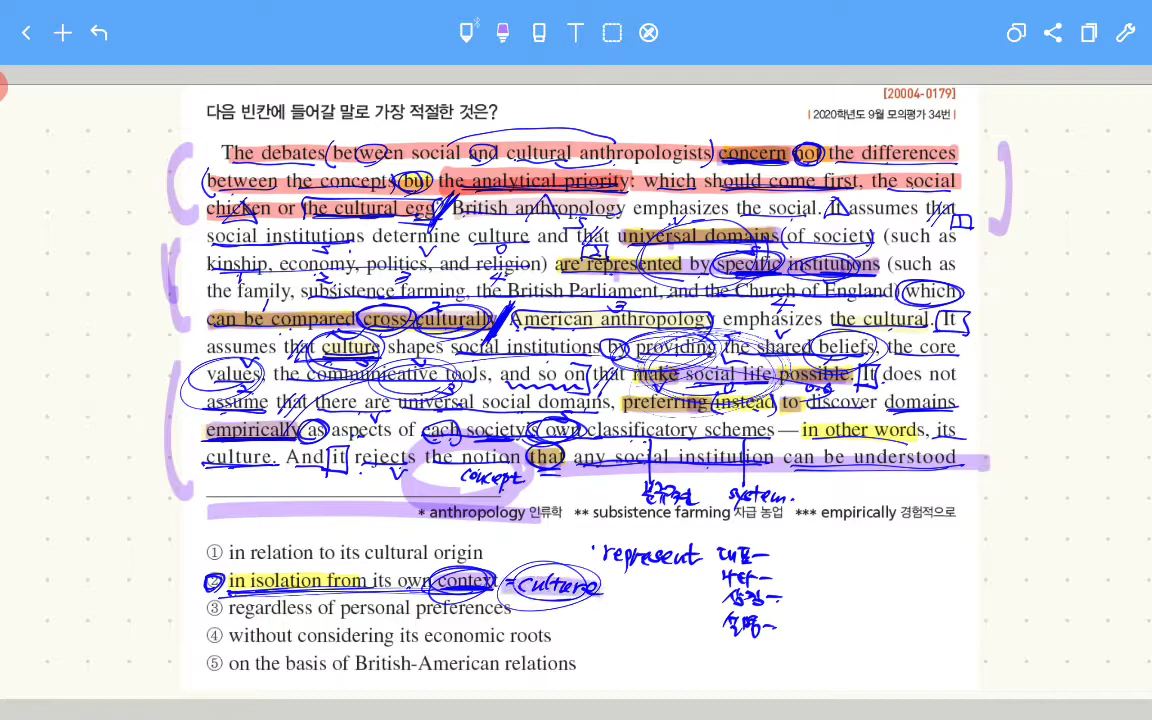 [20004-0179]
다음 빈칸에 들어갈 말로 가장 적절한 것은?
| 2020학년도 9월 모의평가 34번 |
The debates between social and cultural anthropologists concern not the differences
between the concepts but the analytical priority: which should come first, the social
chicken or the cultural egg? British anthropology emphasizes the social. It assumes that
social institutions determine culture and that universal domains of society (such as
kinship, economy, politics, and religion) are represented by specific institutions (such as
the family, subsistence farming, the British Parliament, and the Church of England) which
can be compared cross-culturally. American anthropology emphasizes the cultural. It
assumes that culture shapes social institutions by providing the shared beliefs, the core
values, the communicative tools, and so on that make social life possible. It does not
assume that there are universal social domains, preferring instead to discover domains
empirically as aspects of each society's own classificatory schemes — in other words, its
culture. And it rejects the notion that any social institution can be understood
concept.
system.
* anthropology 인류학 ** subsistence farming 자급 농업 *** empirically 경험적으로
① in relation to its cultural origin
② in isolation from its own context = culture
③ regardless of personal preferences
④ without considering its economic roots
⑤ on the basis of British-American relations
represent 대표
나타
상징
설명